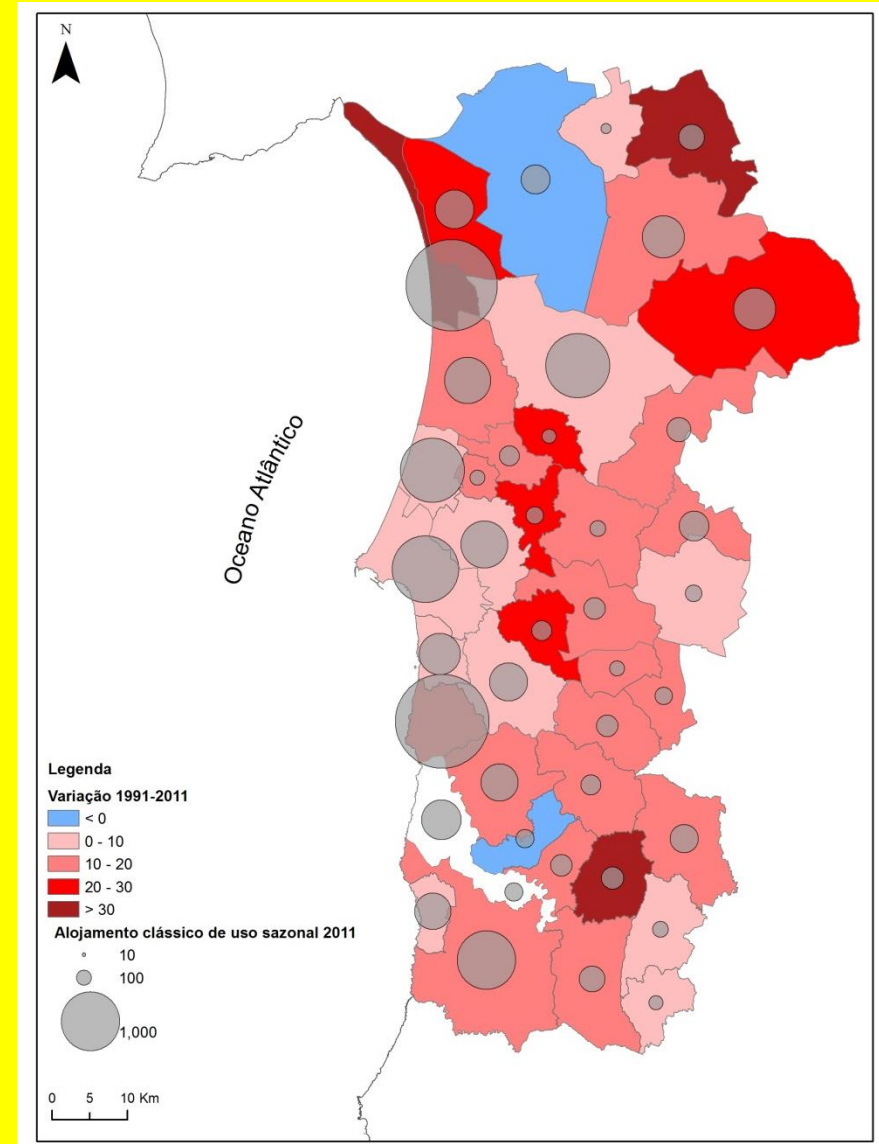 N
Oceano Atlântico
Legenda
Variação 1991-2011
< 0
0 - 10
10 - 20
20 - 30
> 30
Alojamento clássico de uso sazonal 2011
10
100
1,000
0 5 10 Km